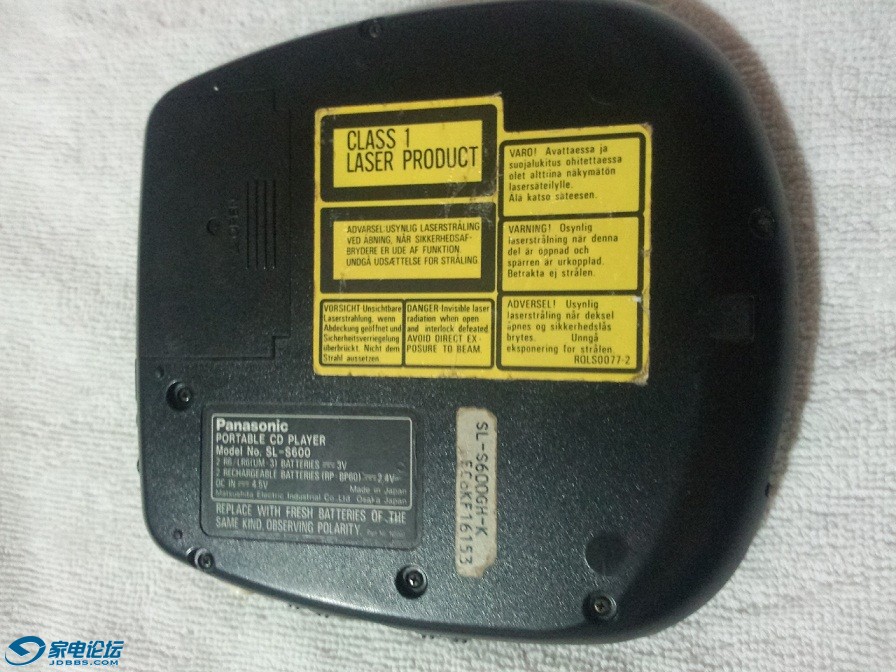 CLASS 1
LASER PRODUCT
ADVARSEL:USYNLIG LASERSTRÅLING
VED ÅBNING, NÅR SIKKERHEDSAF-
BRYDERE ER UDE AF FUNKTION.
UNDGÅ UDSÆTTELSE FOR STRÅLING.
VORSICHT-Unsichtbare
Laserstrahlung, wenn
Abdeckung geöffnet und
Sicherheitsverriegelung
überbrückt. Nicht dem
Strahl aussetzen.
DANGER-Invisible laser
radiation when open
and interlock defeated.
AVOID DIRECT EX-
POSURE TO BEAM.
VARO! Avattaessa ja
suojalukitus ohitettaessa
olet alttiina näkymätön
lasersäteilylle.
Älä katso säteeseen.
VARNING! Osynlig
laserstrålning när denna
del är öppnad och
spärren är urkopplad.
Betrakta ej strålen.
ADVERSEL! Usynlig
laserstråling når deksel
åpnes og sikkerhedslås
brytes. Unngå
eksponering for strålen.
RQLS0077-2
Panasonic
PORTABLE CD PLAYER
Model No. SL-S600
2 R6/LR6(UM-3) BATTERIES 3V
2 RECHARGEABLE BATTERIES (RP-BP60) 2.4V
DC IN 4.5V
Made in Japan
Matsushita Electric Industrial Co., Ltd. Osaka Japan
REPLACE WITH FRESH BATTERIES OF THE
SAME KIND, OBSERVING POLARITY.
SL-S600GH-K
KF16153
家电论坛
JDBBS.COM